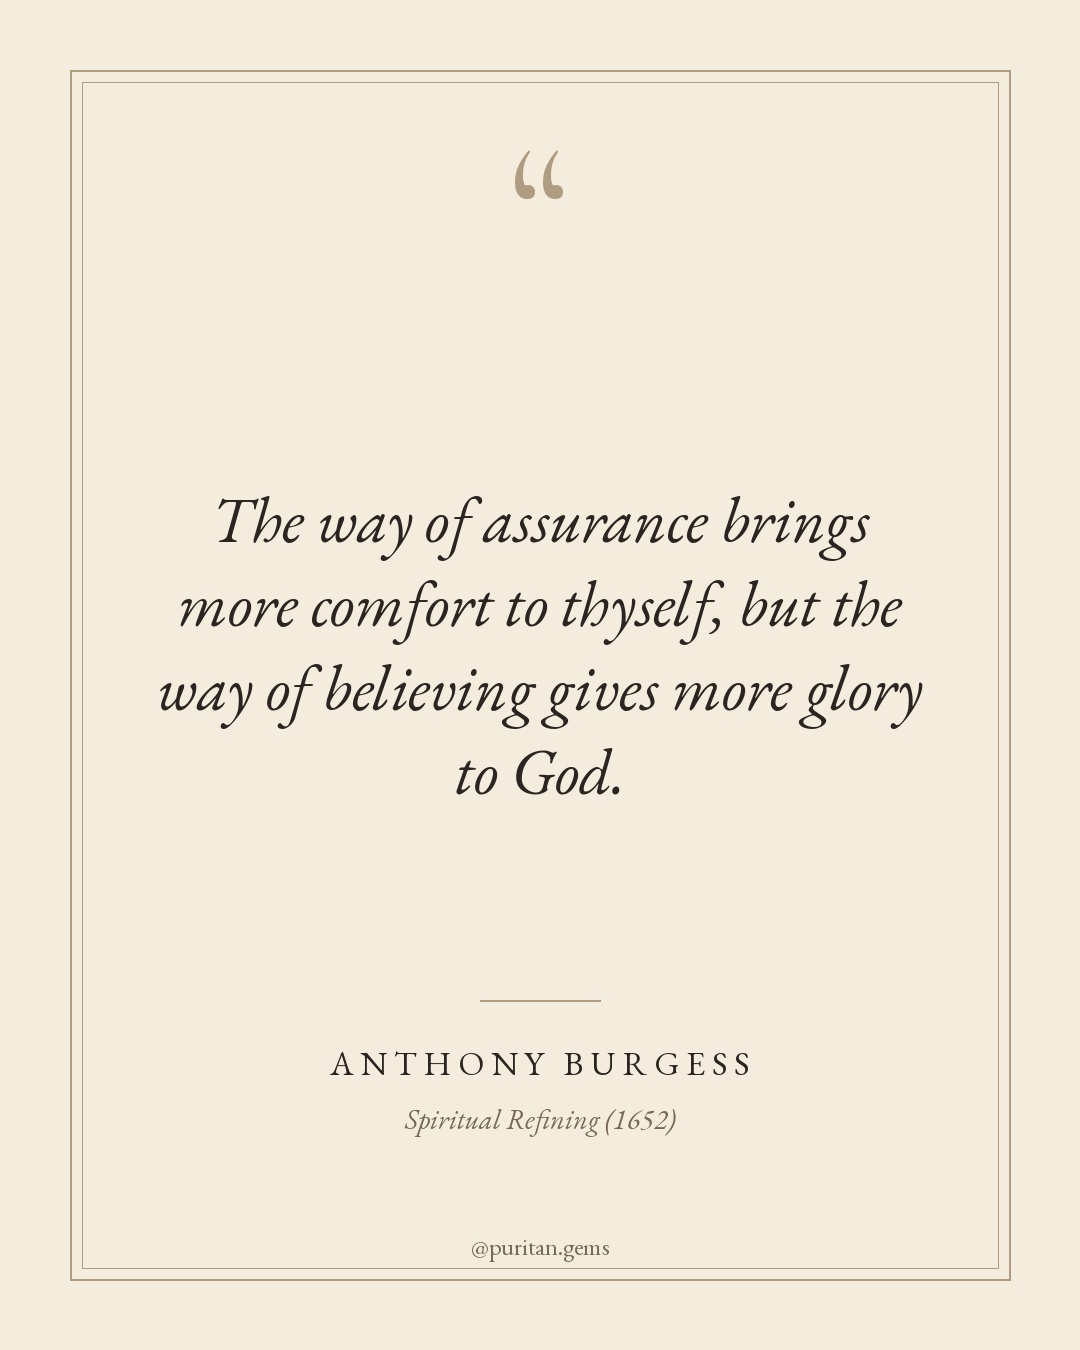 “
The way of assurance brings
more comfort to thyself, but the
way of believing gives more glory
to God.
ANTHONY BURGESS
Spiritual Refining (1652)
@puritan.gems